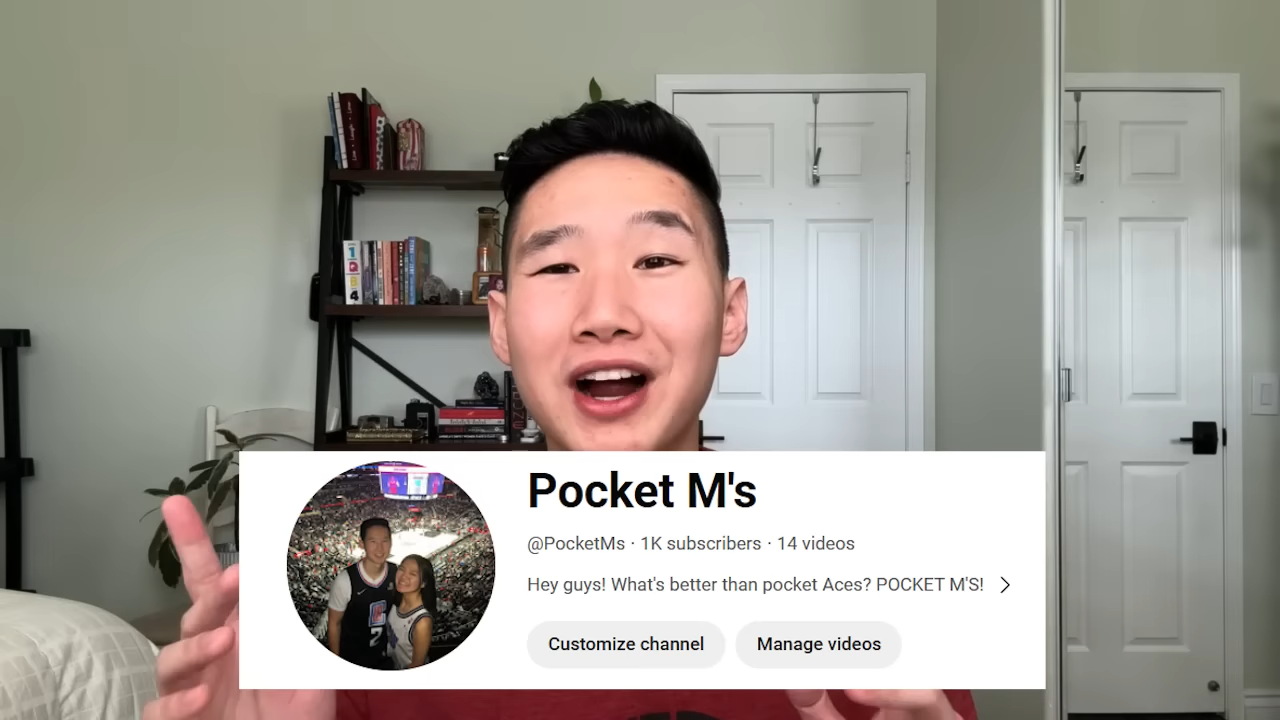 Pocket M's
@PocketMs · 1K subscribers · 14 videos
Hey guys! What's better than pocket Aces? POCKET M'S!
Customize channel
Manage videos